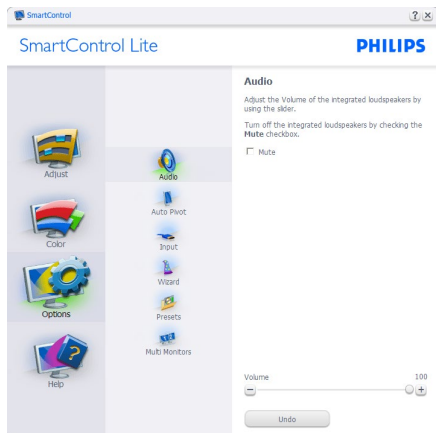 SmartControl
SmartControl Lite
PHILIPS
Adjust
Color
Options
Help
Audio
Auto Pivot
Input
Wizard
Presets
Multi Monitors
Audio
Adjust the Volume of the integrated loudspeakers by
using the slider.
Turn off the integrated loudspeakers by checking the
Mute checkbox.
Mute
Volume 100
Undo